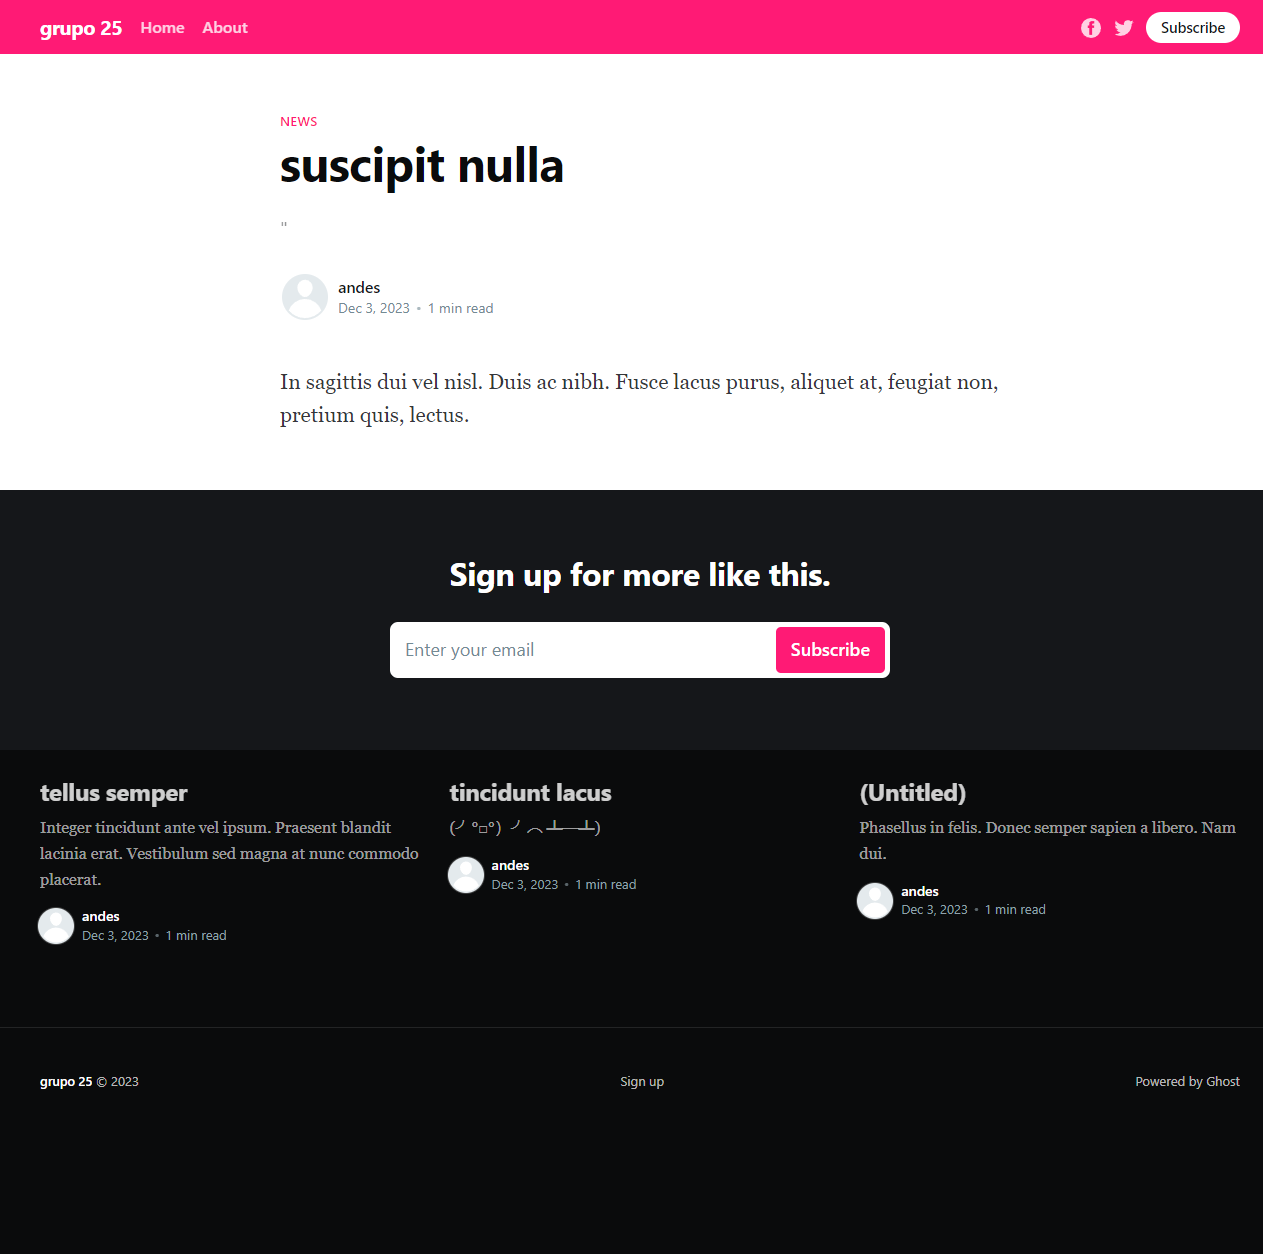 grupo 25 Home About Subscribe
NEWS
suscipit nulla
"
andes
Dec 3, 2023 • 1 min read
In sagittis dui vel nisl. Duis ac nibh. Fusce lacus purus, aliquet at, feugiat non,
pretium quis, lectus.
Sign up for more like this.
Enter your email Subscribe
tellus semper
Integer tincidunt ante vel ipsum. Praesent blandit
lacinia erat. Vestibulum sed magna at nunc commodo
placerat.
andes
Dec 3, 2023 • 1 min read
tincidunt lacus
(╯°□°）╯︵ ┻━┻)
andes
Dec 3, 2023 • 1 min read
(Untitled)
Phasellus in felis. Donec semper sapien a libero. Nam
dui.
andes
Dec 3, 2023 • 1 min read
grupo 25 © 2023 Sign up Powered by Ghost